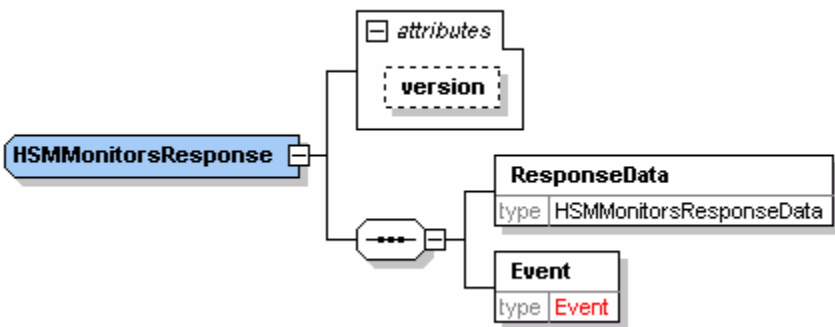 attributes
version
HSMMonitorsResponse
ResponseData
type HSMMonitorsResponseData
Event
type Event